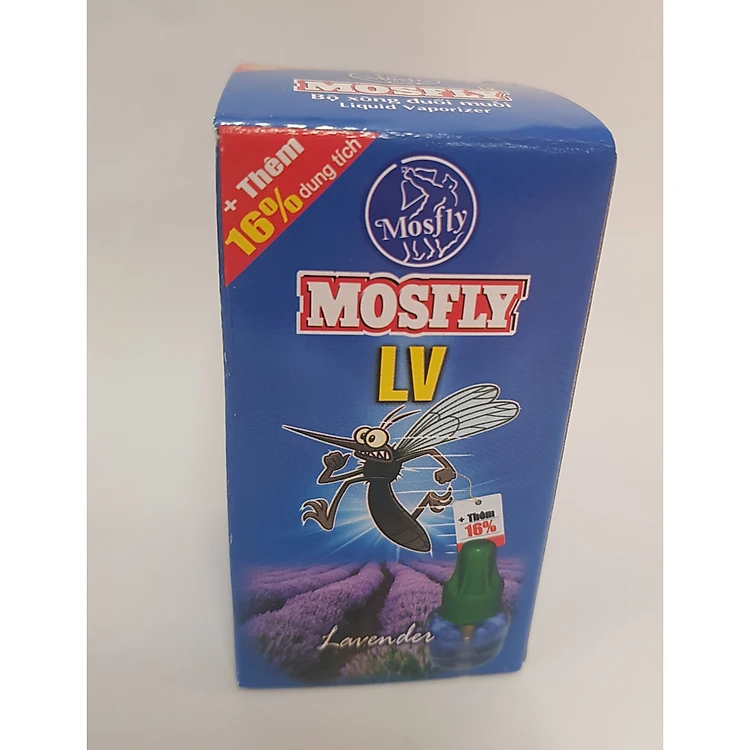 MOSFLY
Bộ xông đuổi muỗi
Liquid Vaporizer
+ Thêm
16% dung tích
Mosfly
MOSFLY
LV
+ Thêm
16%
Lavender